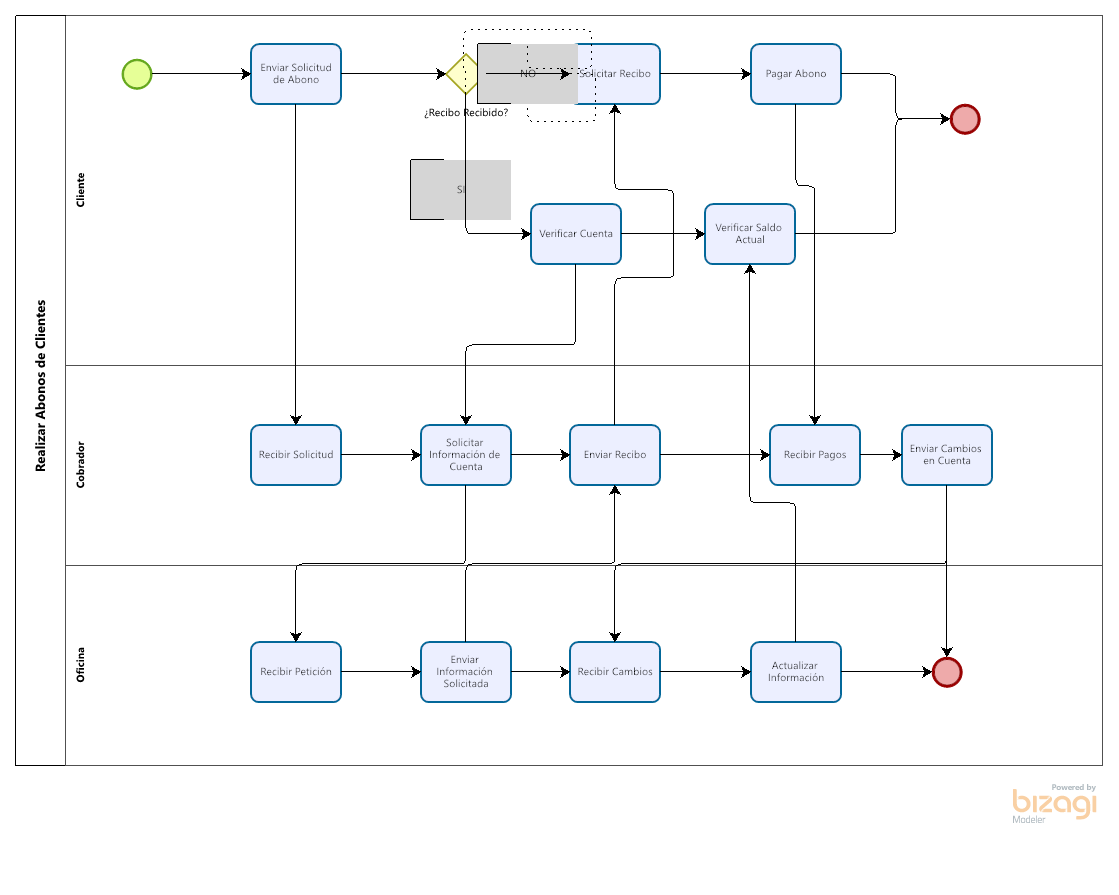 Realizar Abonos de Clientes
Cliente
Enviar Solicitud
de Abono
NO
Solicitar Recibo
Pagar Abono
¿Recibo Recibido?
SI
Verificar Cuenta
Verificar Saldo
Actual
Cobrador
Recibir Solicitud
Solicitar
Información de
Cuenta
Enviar Recibo
Recibir Pagos
Enviar Cambios
en Cuenta
Oficina
Recibir Petición
Enviar
Información
Solicitada
Recibir Cambios
Actualizar
Información
Powered by
bizagi
Modeler